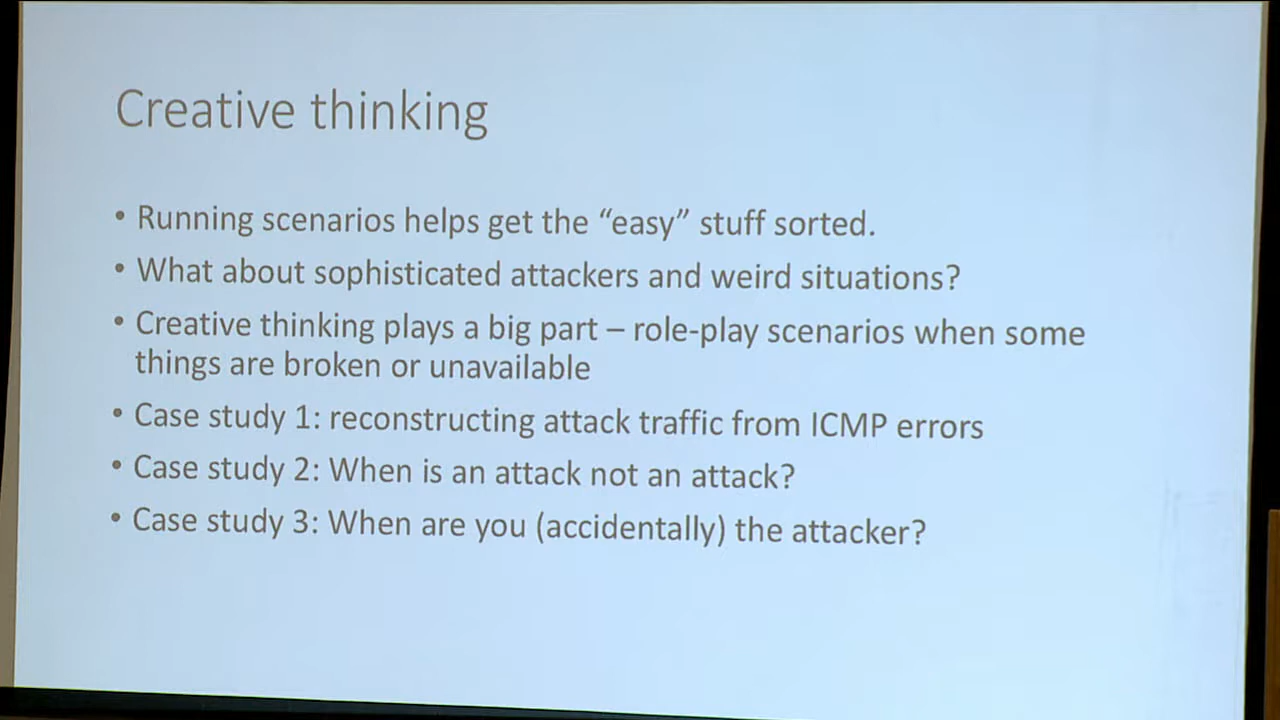 Creative thinking
• Running scenarios helps get the “easy” stuff sorted.
• What about sophisticated attackers and weird situations?
• Creative thinking plays a big part – role-play scenarios when some
things are broken or unavailable
• Case study 1: reconstructing attack traffic from ICMP errors
• Case study 2: When is an attack not an attack?
• Case study 3: When are you (accidentally) the attacker?